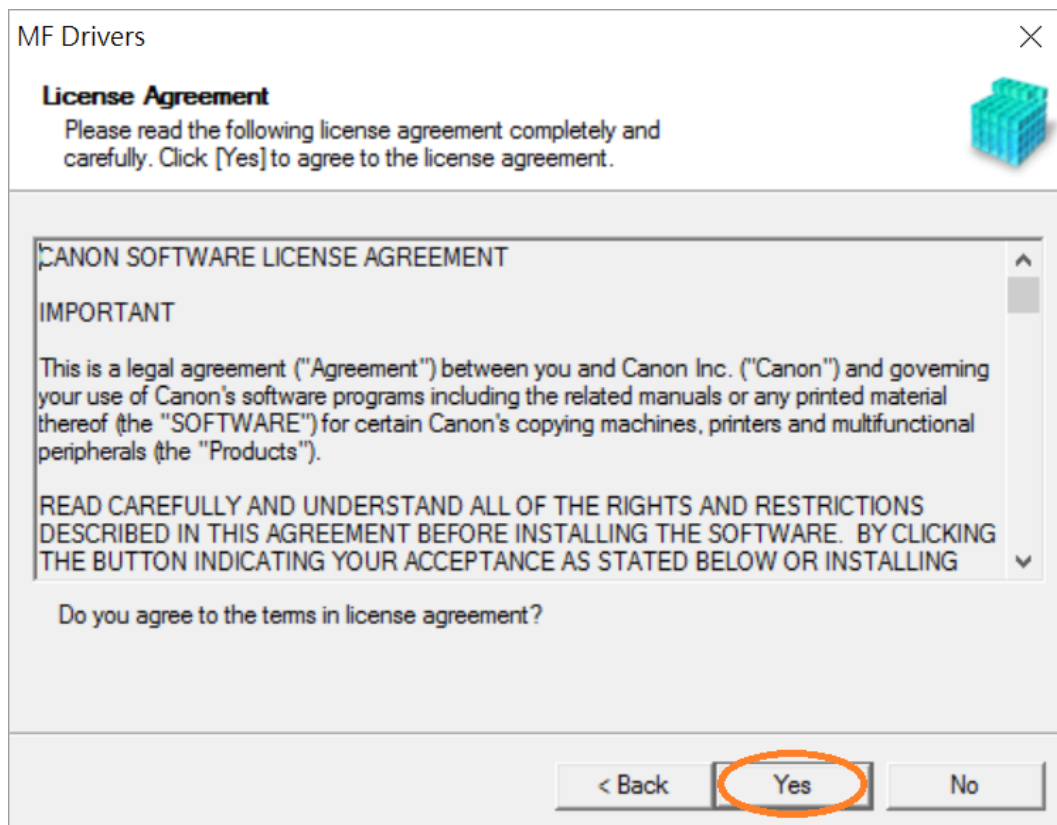 MF Drivers
License Agreement
Please read the following license agreement completely and
carefully. Click [Yes] to agree to the license agreement.
CANON SOFTWARE LICENSE AGREEMENT
IMPORTANT
This is a legal agreement ("Agreement") between you and Canon Inc. ("Canon") and governing
your use of Canon's software programs including the related manuals or any printed material
thereof (the "SOFTWARE") for certain Canon's copying machines, printers and multifunctional
peripherals (the "Products").
READ CAREFULLY AND UNDERSTAND ALL OF THE RIGHTS AND RESTRICTIONS
DESCRIBED IN THIS AGREEMENT BEFORE INSTALLING THE SOFTWARE.  BY CLICKING
THE BUTTON INDICATING YOUR ACCEPTANCE AS STATED BELOW OR INSTALLING
Do you agree to the terms in license agreement?
< Back
Yes
No